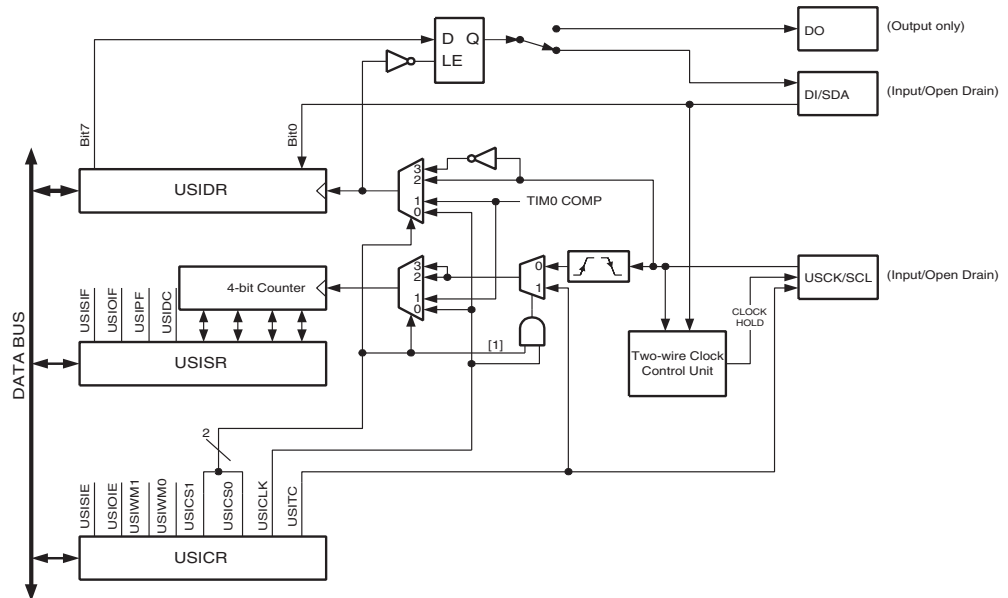 D Q
LE
DO
(Output only)
DI/SDA
(Input/Open Drain)
Bit7
Bit0
USIDR
3
2
1
0
TIM0 COMP
4-bit Counter
3
2
1
0
0
1
USCK/SCL
(Input/Open Drain)
CLOCK
HOLD
USISIF
USIOIF
USIPF
USIDC
[1]
Two-wire Clock
Control Unit
USISR
DATA BUS
2
USISIE
USIOIE
USIWM1
USIWM0
USICS1
USICS0
USICLK
USITC
USICR